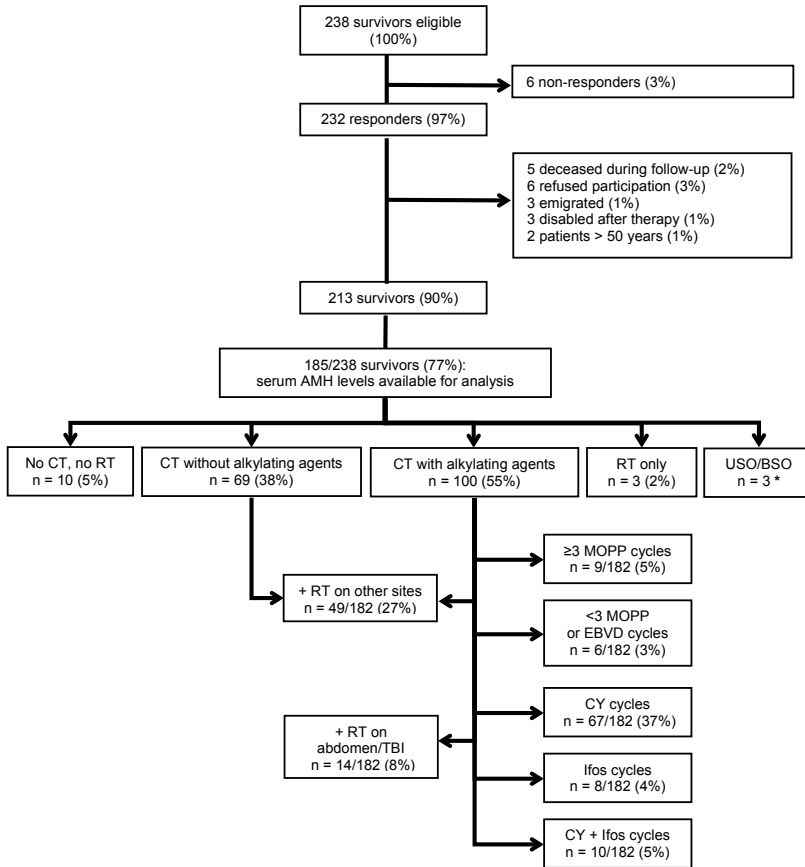 238 survivors eligible
(100%)
6 non-responders (3%)
232 responders (97%)
5 deceased during follow-up (2%)
6 refused participation (3%)
3 emigrated (1%)
3 disabled after therapy (1%)
2 patients > 50 years (1%)
213 survivors (90%)
185/238 survivors (77%):
serum AMH levels available for analysis
No CT, no RT
n = 10 (5%)
CT without alkylating agents
n = 69 (38%)
CT with alkylating agents
n = 100 (55%)
RT only
n = 3 (2%)
USO/BSO
n = 3 *
≥3 MOPP cycles
n = 9/182 (5%)
+ RT on other sites
n = 49/182 (27%)
<3 MOPP
or EBVD cycles
n = 6/182 (3%)
CY cycles
n = 67/182 (37%)
+ RT on
abdomen/TBI
n = 14/182 (8%)
Ifos cycles
n = 8/182 (4%)
CY + Ifos cycles
n = 10/182 (5%)